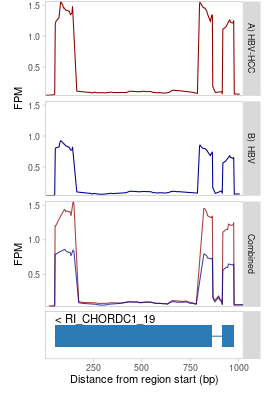 1.5
1.0
0.5
FPM
A) HBV-HCC
1.5
1.0
0.5
FPM
B) HBV
1.5
1.0
0.5
FPM
Combined
< RI_CHORDC1_19
250 500 750 1000
Distance from region start (bp)